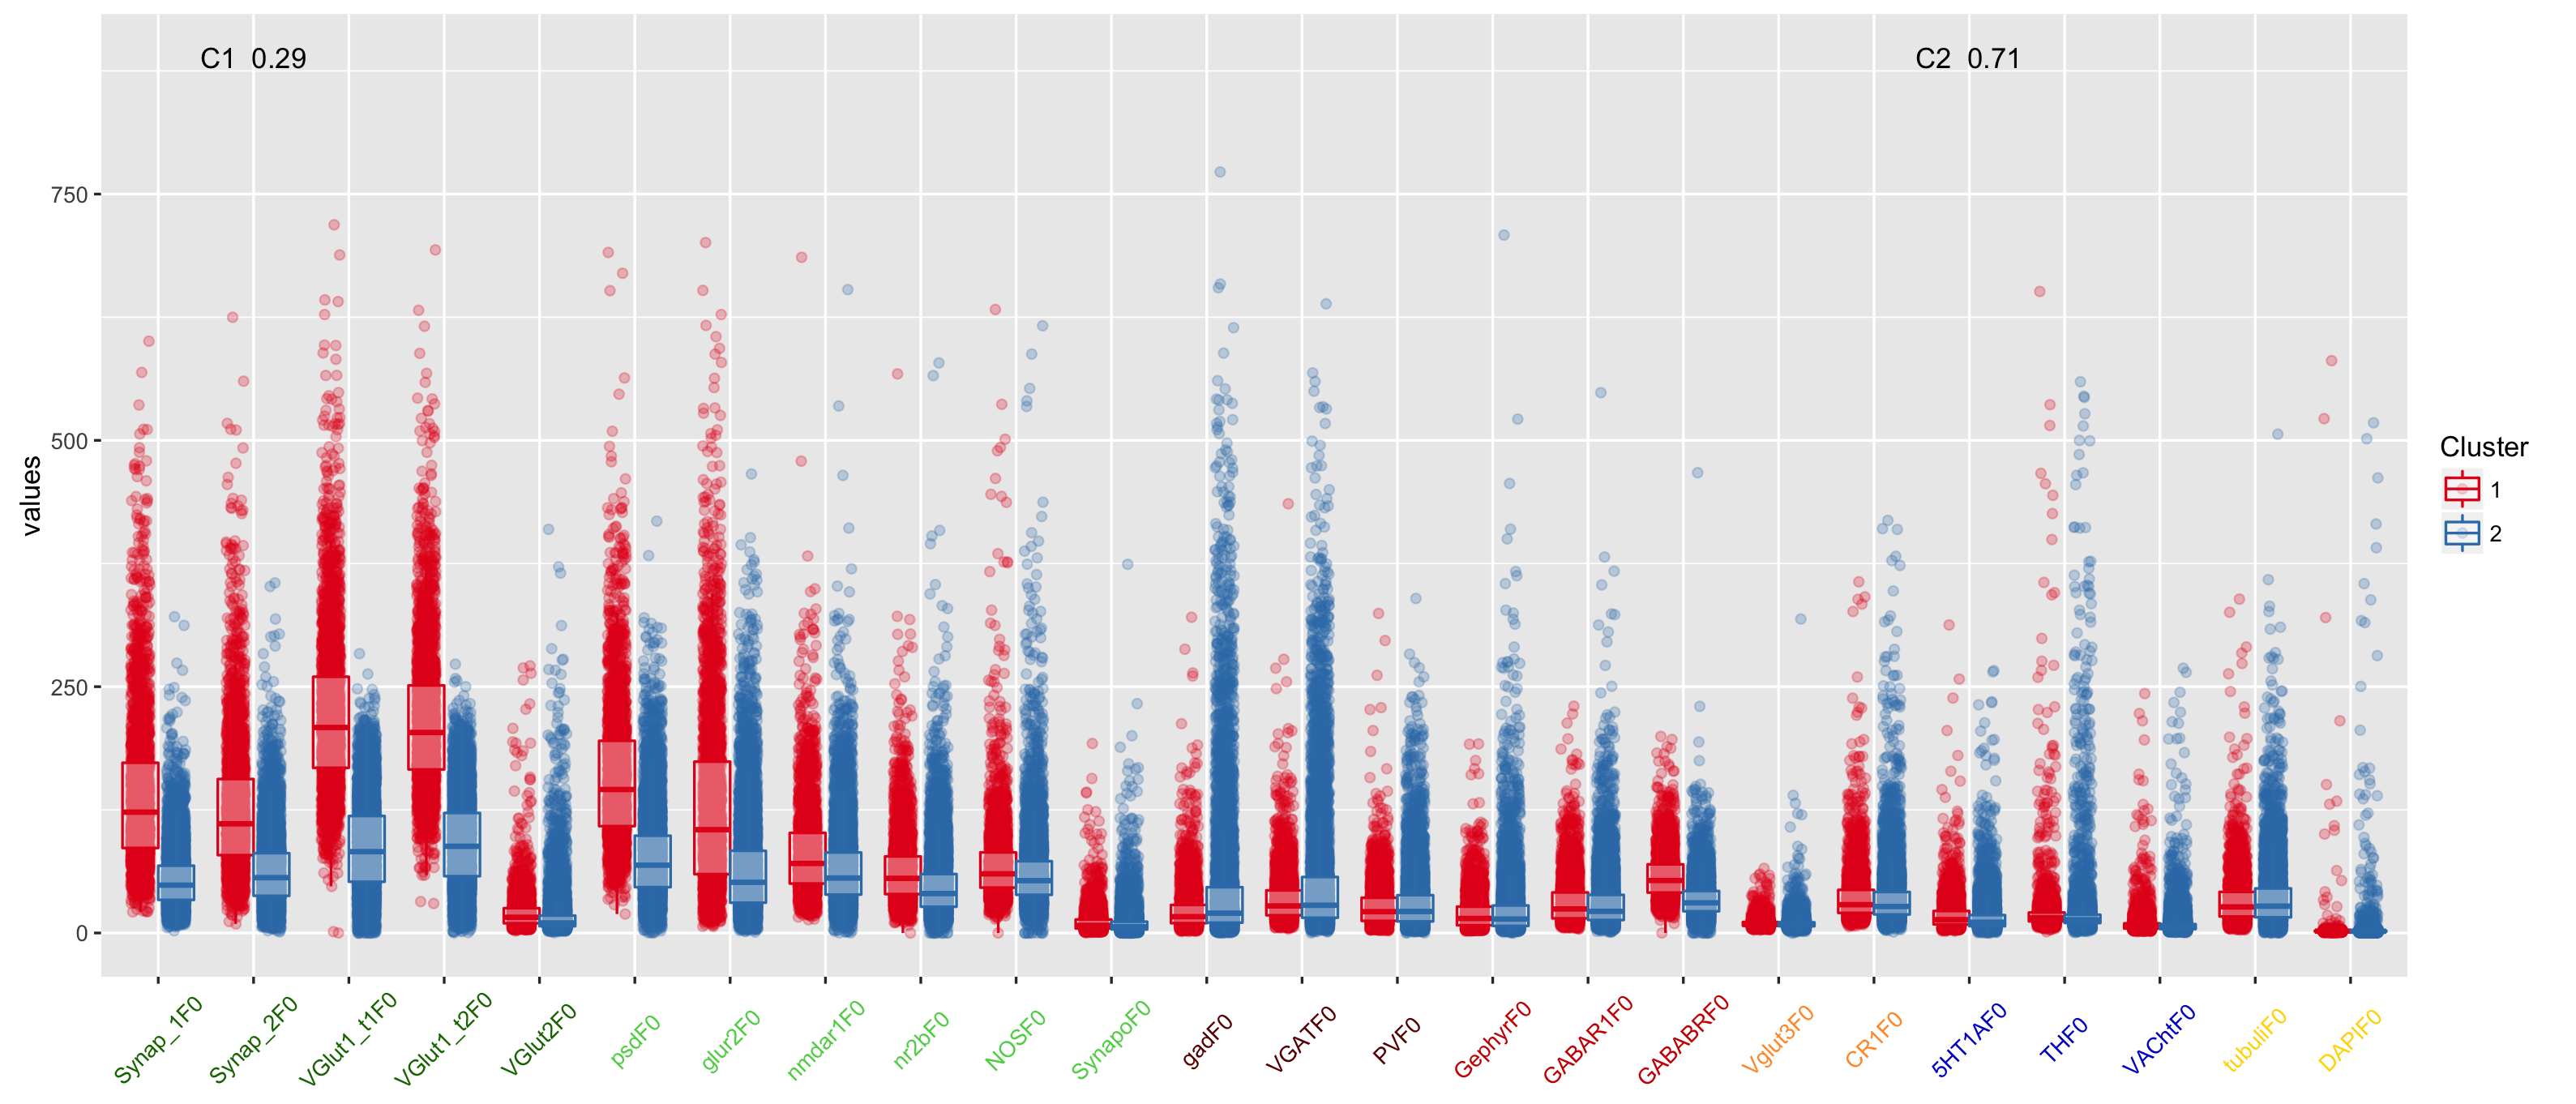 C1 0.29
C2 0.71
values
750
500
250
0
Synap_1F0
Synap_2F0
VGlut1_t1F0
VGlut1_t2F0
VGlut2F0
psdF0
glur2F0
nmdar1F0
nr2bF0
NOSF0
SynapoF0
gadF0
VGATF0
PVF0
GephyrF0
GABAR1F0
GABABRF0
Vglut3F0
CR1F0
5HT1AF0
THF0
VAChtF0
tubuliF0
DAPIF0
Cluster
1
2